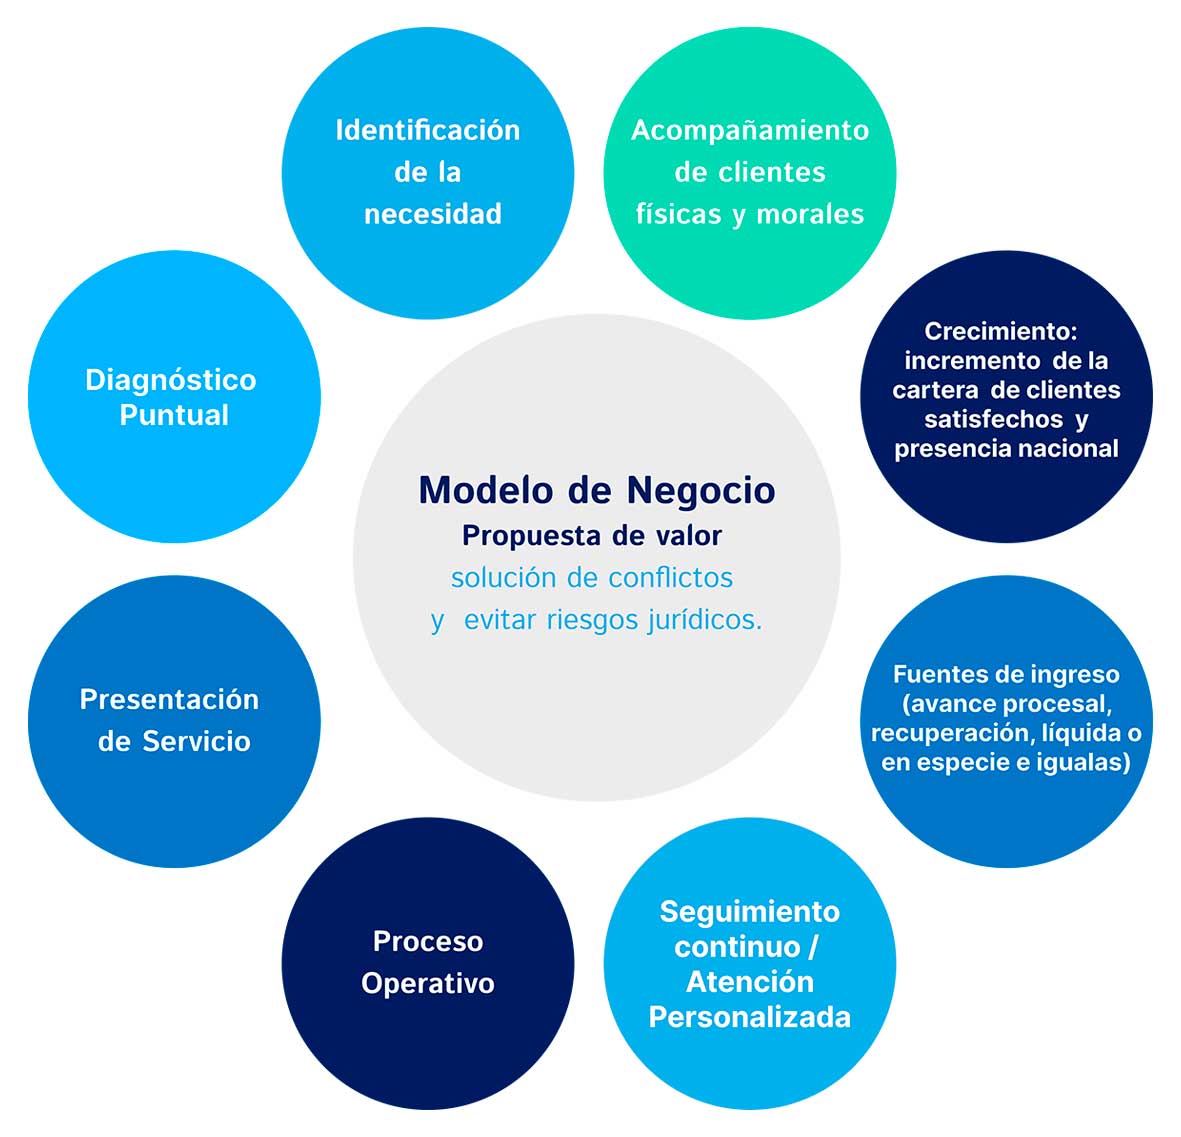 Identificación
de la
necesidad
Acompañamiento
de clientes
físicas y morales
Crecimiento:
incremento de la
cartera de clientes
satisfechos y
presencia nacional
Diagnóstico
Puntual
Modelo de Negocio
Propuesta de valor
solución de conflictos
y evitar riesgos jurídicos.
Presentación
de Servicio
Fuentes de ingreso
(avance procesal,
recuperación, líquida o
en especie e igualas)
Proceso
Operativo
Seguimiento
continuo /
Atención
Personalizada